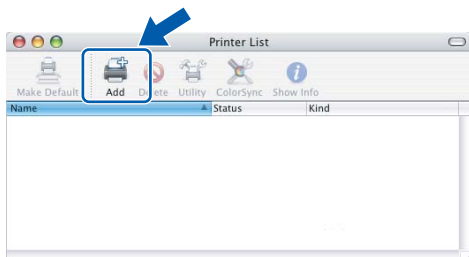 Printer List
Make Default Add Delete Utility ColorSync Show Info
Name Status Kind